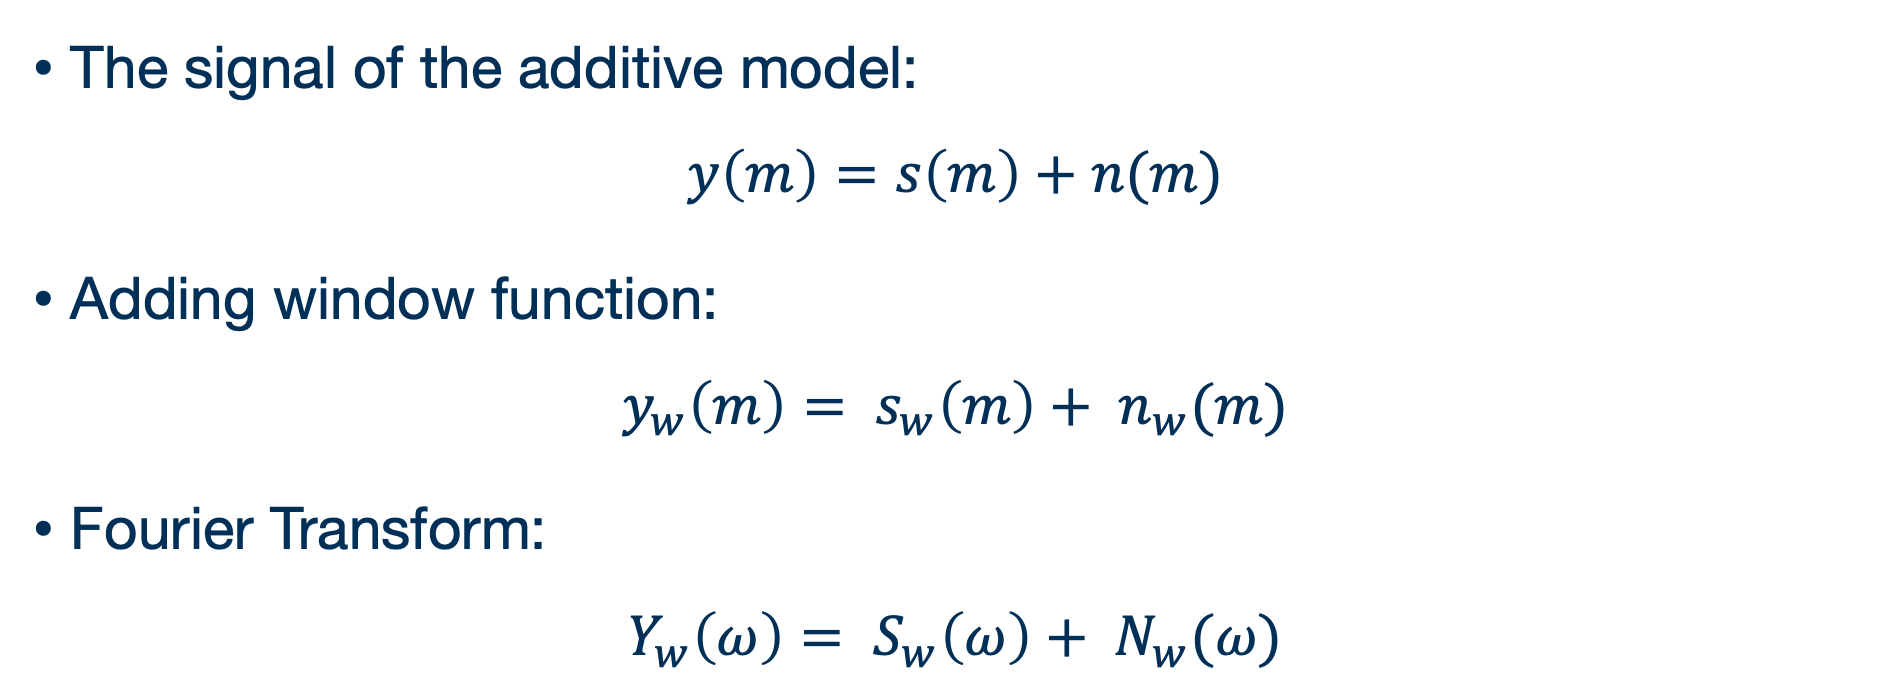 • The signal of the additive model:
y(m) = s(m) + n(m)
• Adding window function:
y_w(m) = s_w(m) + n_w(m)
• Fourier Transform:
Y_w(ω) = S_w(ω) + N_w(ω)